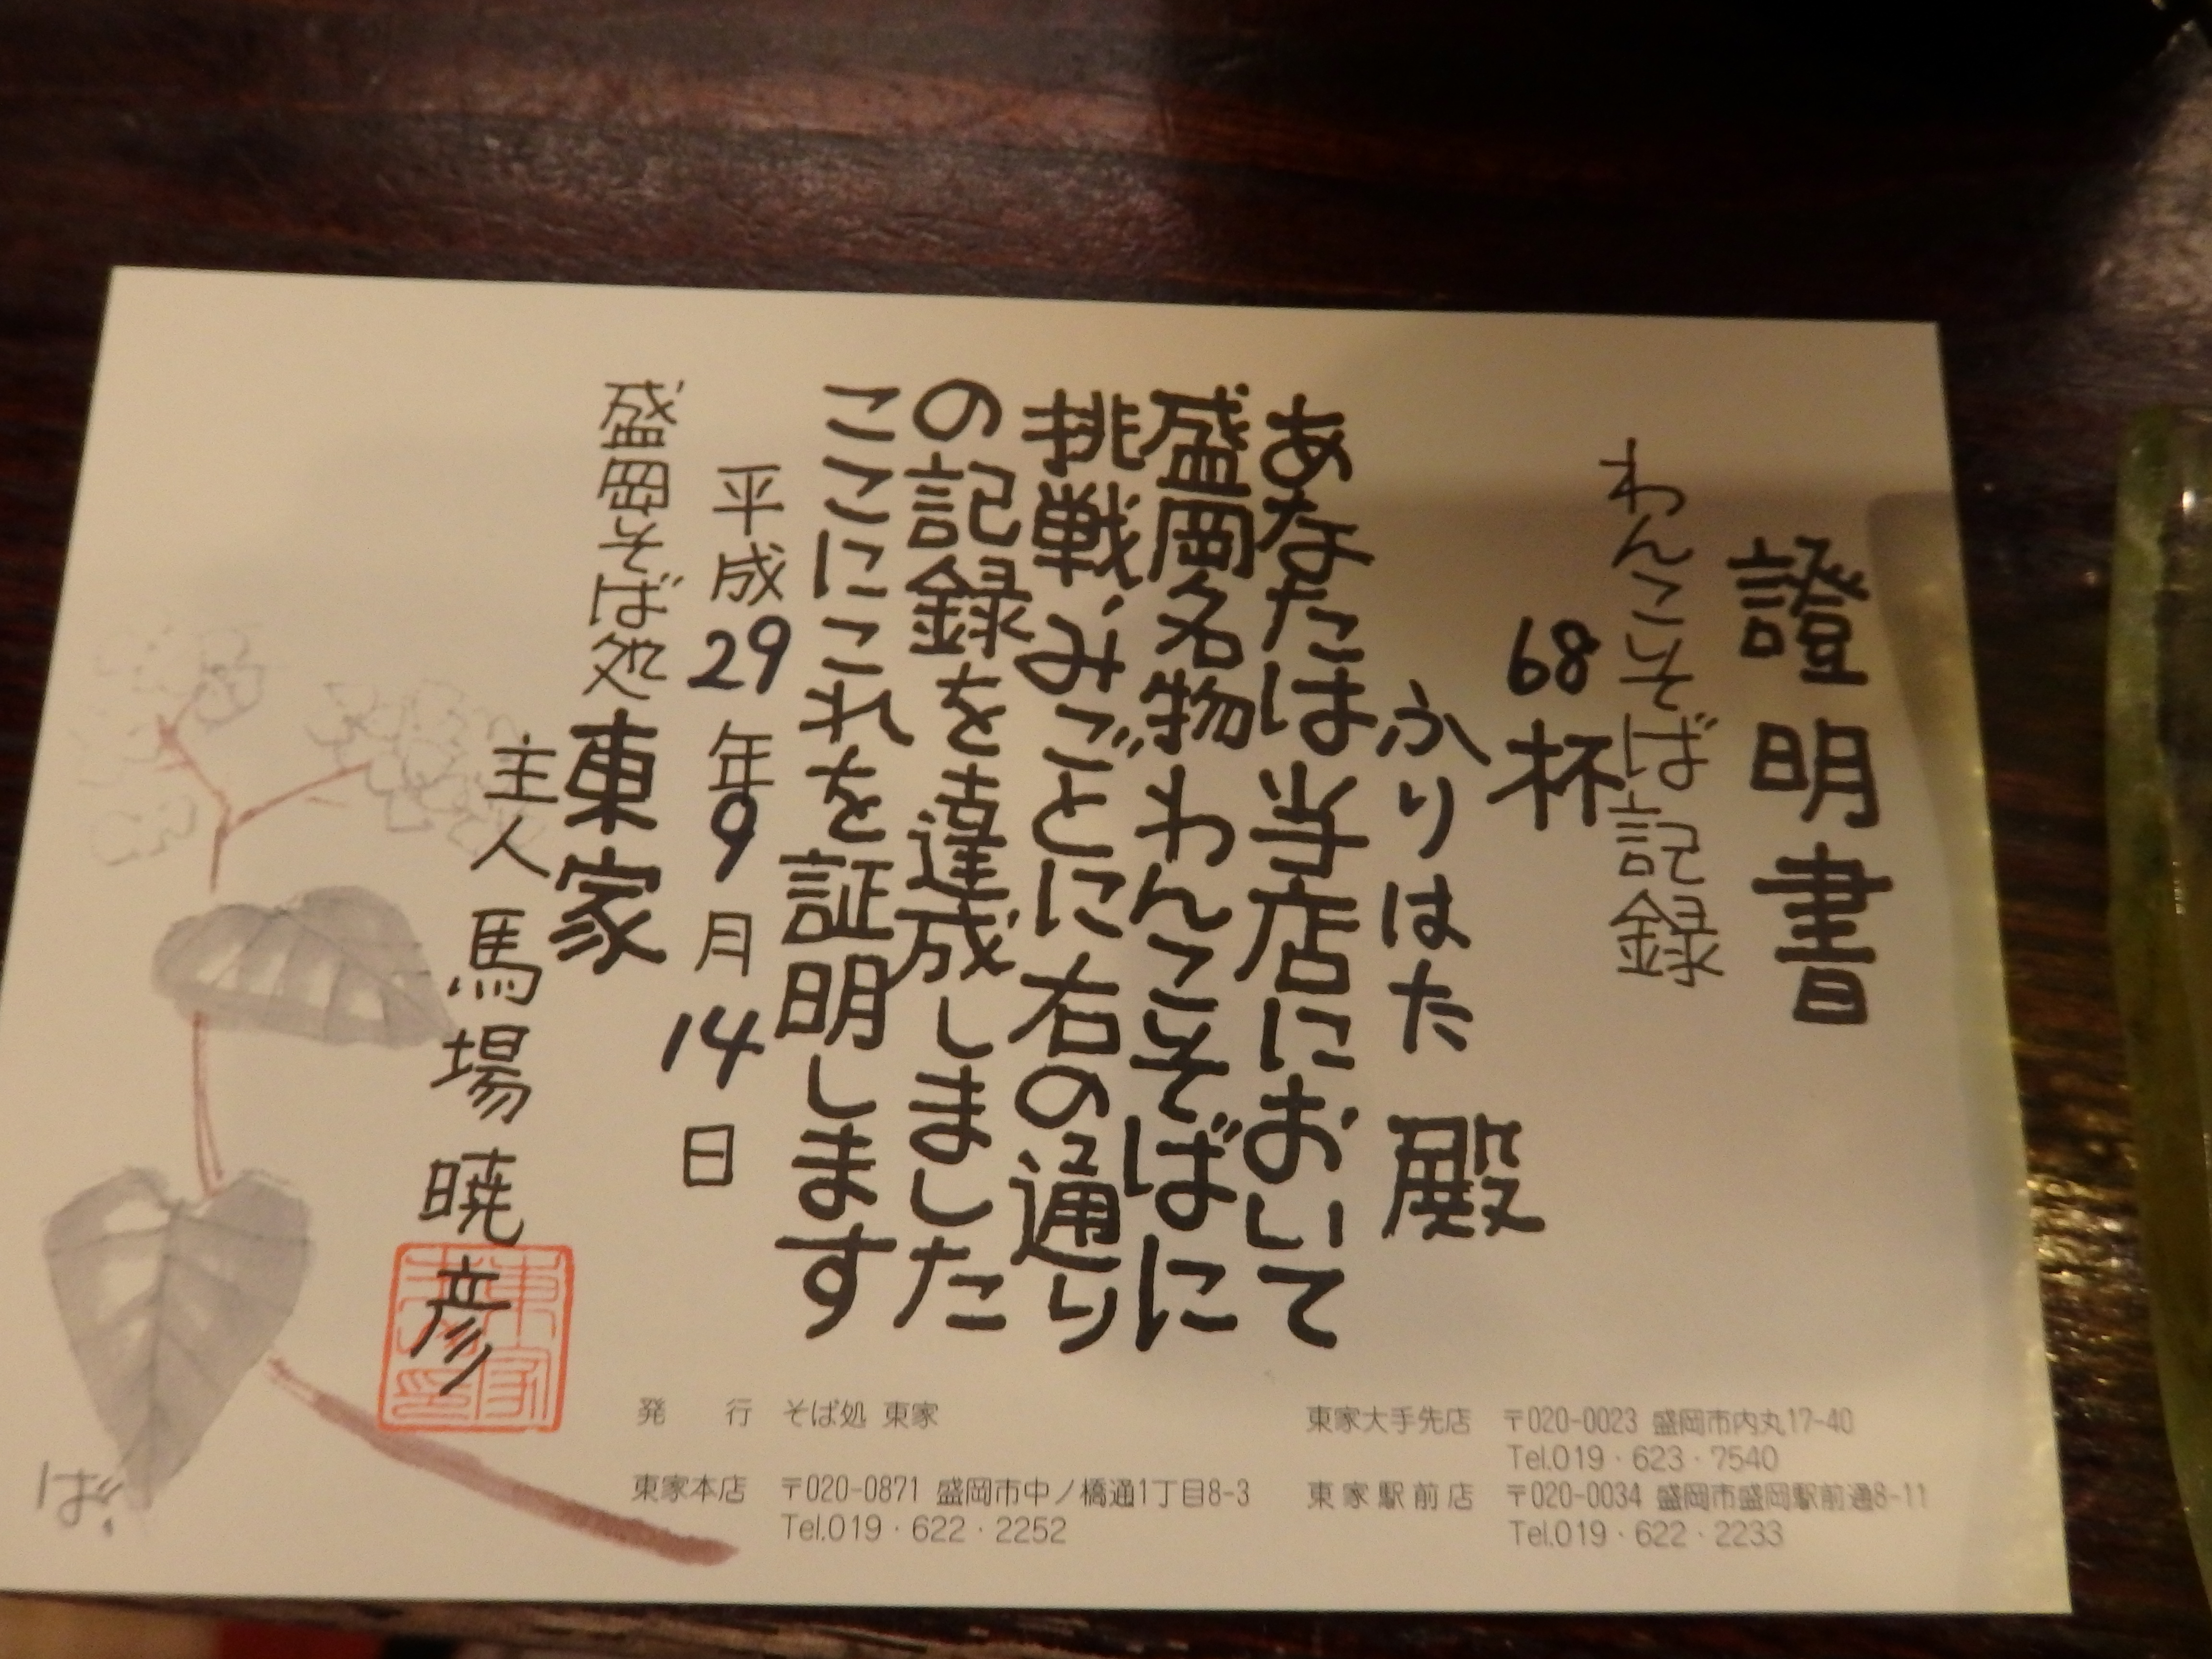 證明書
わんこそば記録
68杯
かりはた 殿
あなたは当店において
盛岡名物わんこそばに
挑戦、みごとに右の通り
の記録を達成しました
ここにこれを証明します
平成29年9月14日
盛岡そば処 東家
主人 馬場暁彦
発 行 そば処 東家
東家本店 〒020-0871 盛岡市中ノ橋通1丁目8-3
Tel.019・622・2252
東家大手先店 〒020-0023 盛岡市内丸17-40
Tel.019・623・7540
東家駅前店 〒020-0034 盛岡市盛岡駅前通8-11
Tel.019・622・2233